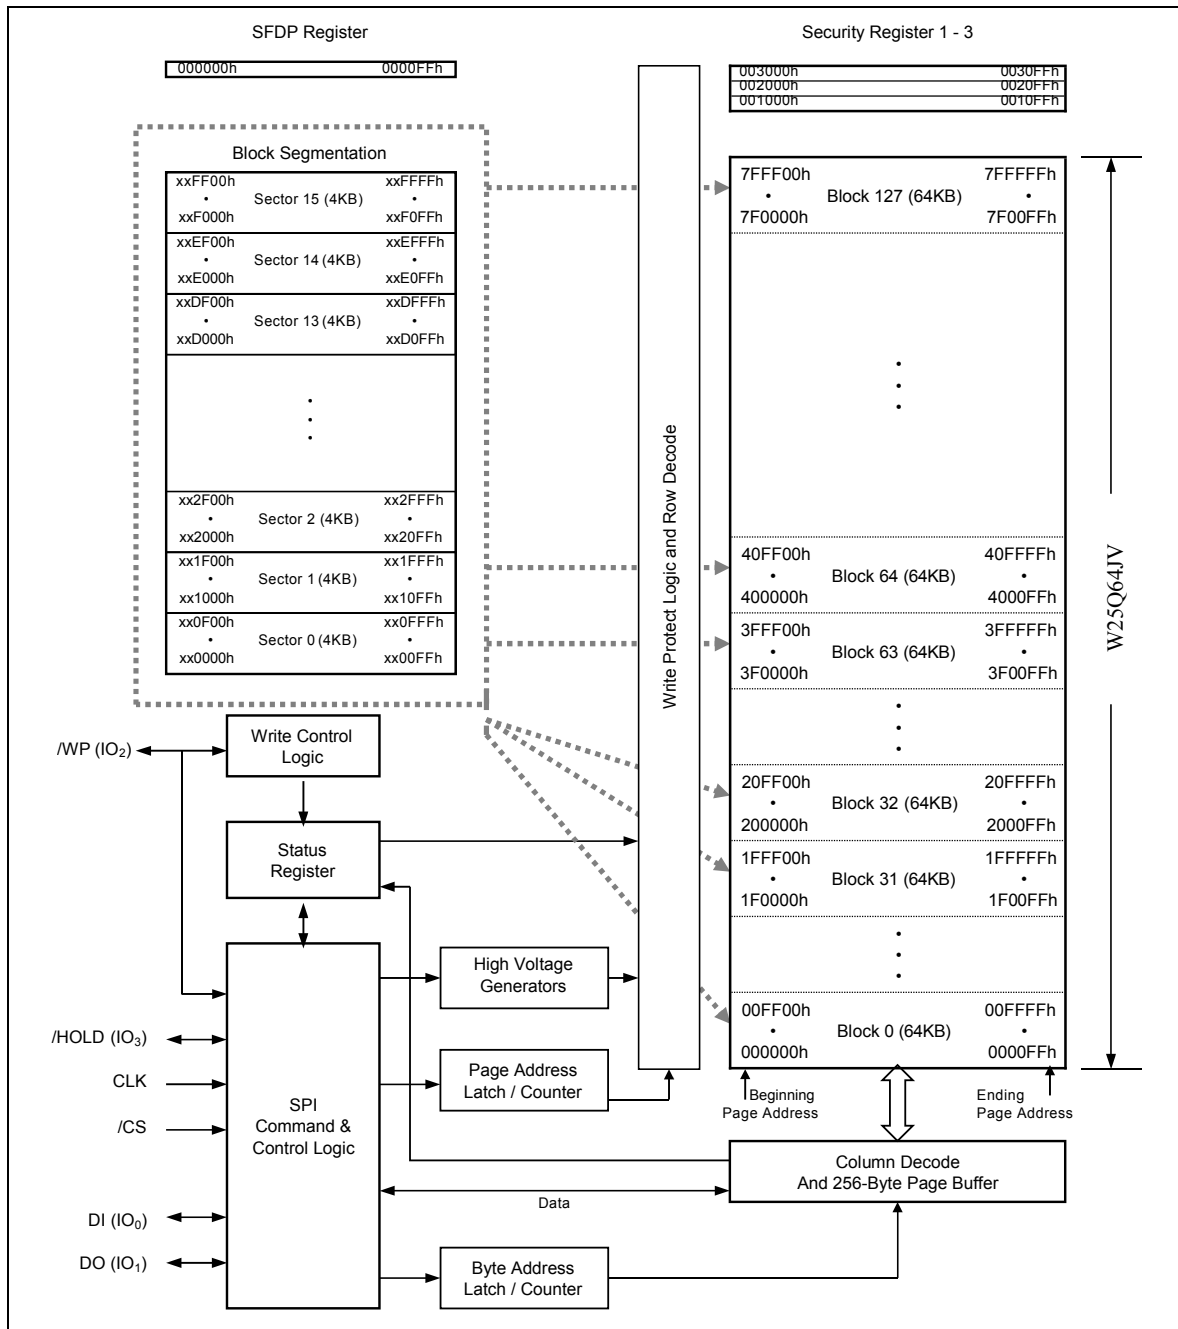 SFDP Register
000000h 0000FFh
Security Register 1 - 3
003000h 0030FFh
002000h 0020FFh
001000h 0010FFh
Block Segmentation
xxFF00h xxFFFFh
• Sector 15 (4KB) •
xxF000h xxF0FFh
xxEF00h xxEFFFh
• Sector 14 (4KB) •
xxE000h xxE0FFh
xxDF00h xxDFFFh
• Sector 13 (4KB) •
xxD000h xxD0FFh
xx2F00h xx2FFFh
• Sector 2 (4KB) •
xx2000h xx20FFh
xx1F00h xx1FFFh
• Sector 1 (4KB) •
xx1000h xx10FFh
xx0F00h xx0FFFh
• Sector 0 (4KB) •
xx0000h xx00FFh
Write Protect Logic and Row Decode
7FFF00h 7FFFFFh
• Block 127 (64KB) •
7F0000h 7F00FFh
40FF00h 40FFFFh
• Block 64 (64KB) •
400000h 4000FFh
3FFF00h 3FFFFFh
• Block 63 (64KB) •
3F0000h 3F00FFh
20FF00h 20FFFFh
• Block 32 (64KB) •
200000h 2000FFh
1FFF00h 1FFFFFh
• Block 31 (64KB) •
1F0000h 1F00FFh
00FF00h 00FFFFh
• Block 0 (64KB) •
000000h 0000FFh
W25Q64JV
Beginning
Page Address
Ending
Page Address
/WP (IO2)
Write Control
Logic
Status
Register
High Voltage
Generators
/HOLD (IO3)
CLK
/CS
SPI
Command &
Control Logic
Page Address
Latch / Counter
Column Decode
And 256-Byte Page Buffer
Data
DI (IO0)
DO (IO1)
Byte Address
Latch / Counter